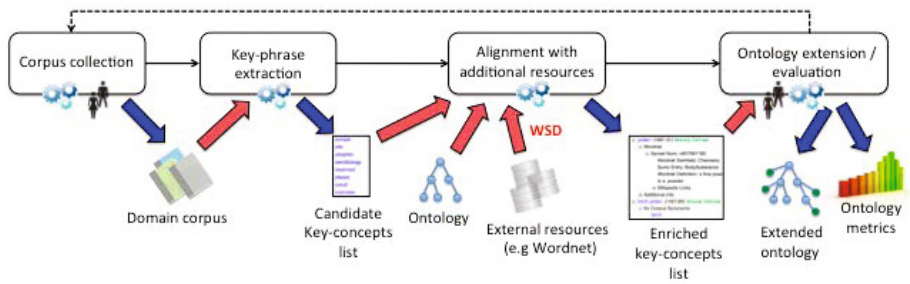 Corpus collection
Key-phrase
extraction
Alignment with
additional resources
Ontology extension /
evaluation
WSD
Domain corpus
Candidate
Key-concepts
list
Ontology
External resources
(e.g Wordnet)
Enriched
key-concepts
list
Extended
ontology
Ontology
metrics